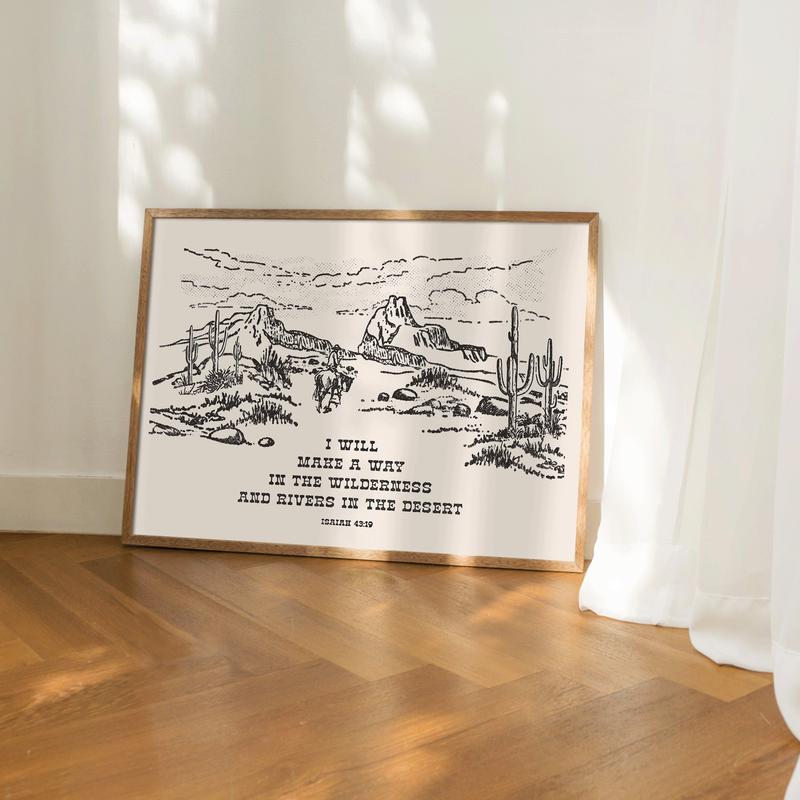 I WILL
MAKE A WAY
IN THE WILDERNESS
AND RIVERS IN THE DESERT
ISAIAH 43:19